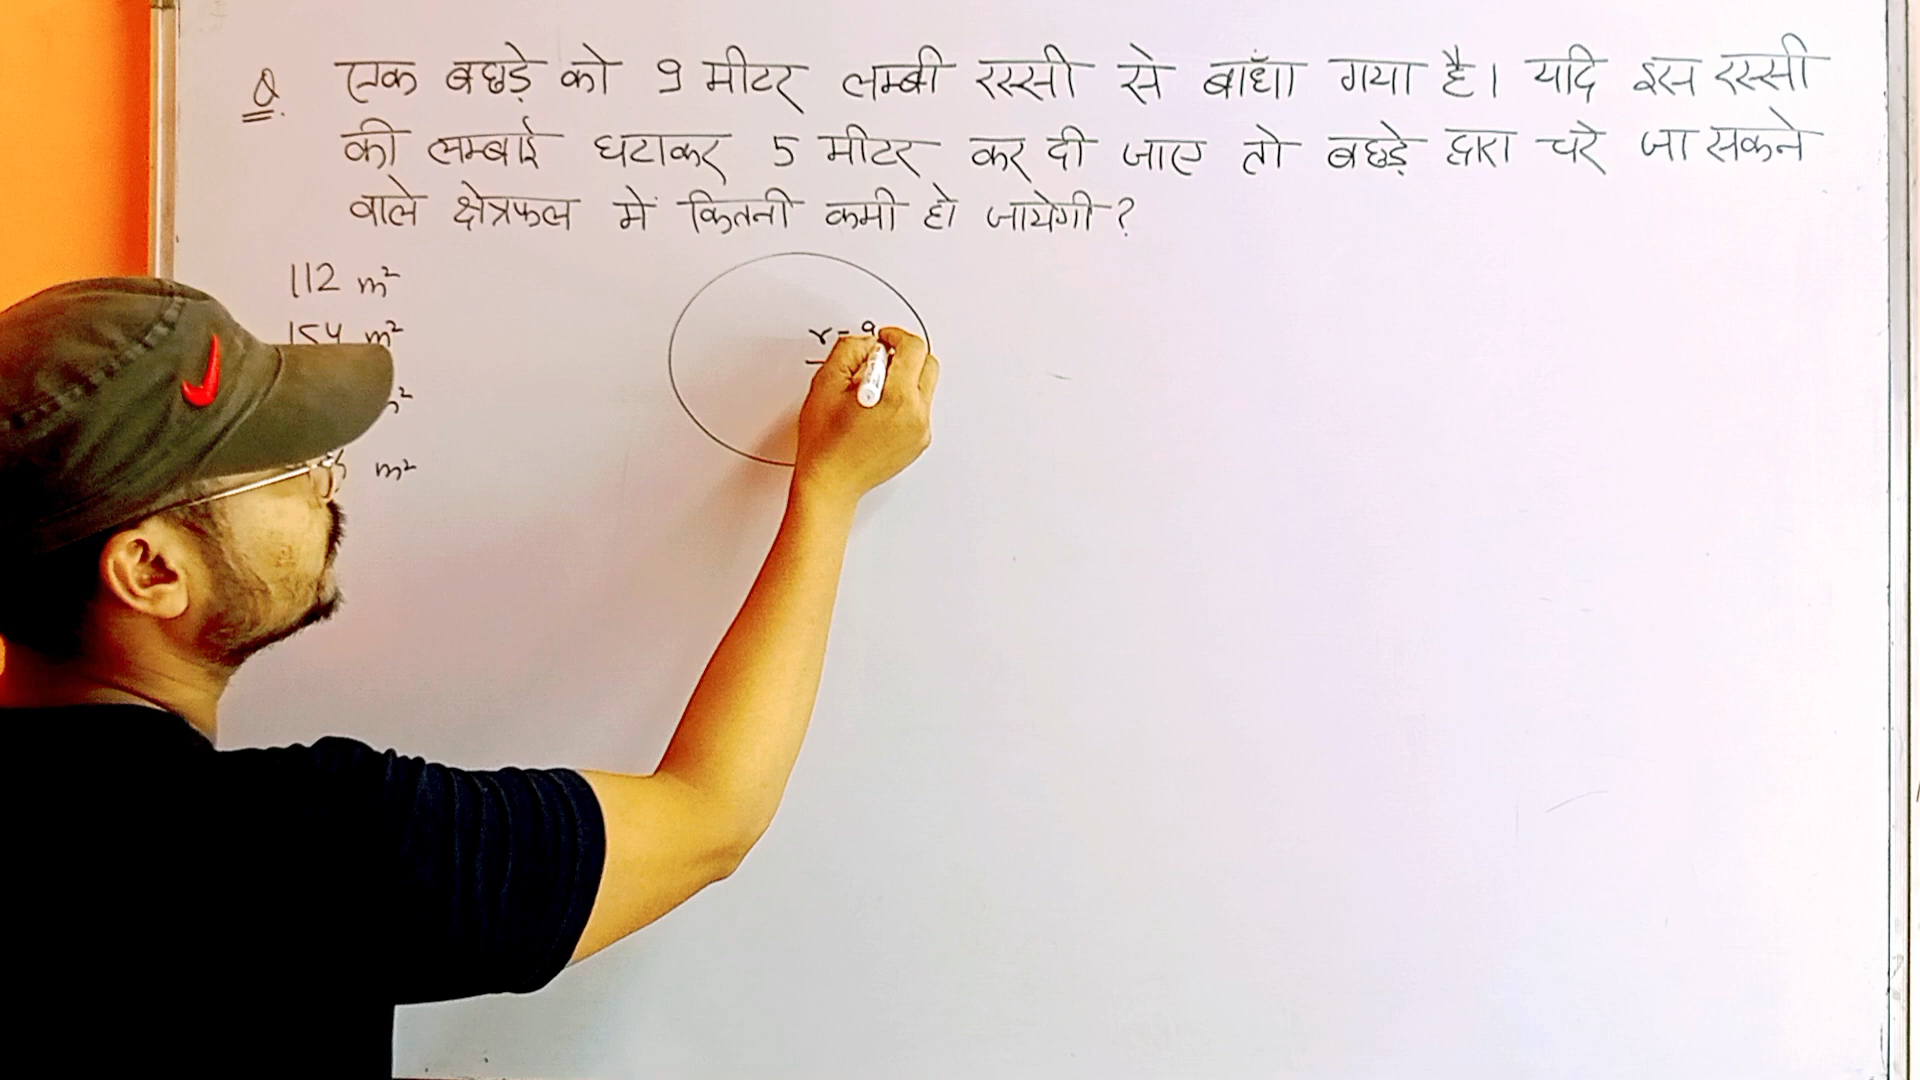 Q. एक बछड़े को 9 मीटर लम्बी रस्सी से बाँधा गया है। यदि इस रस्सी
की लम्बाई घटाकर 5 मीटर कर दी जाए तो बछड़े द्वारा चरे जा सकने
वाले क्षेत्रफल में कितनी कमी हो जायेगी?
112 m²
154 m²
m²
r = 9